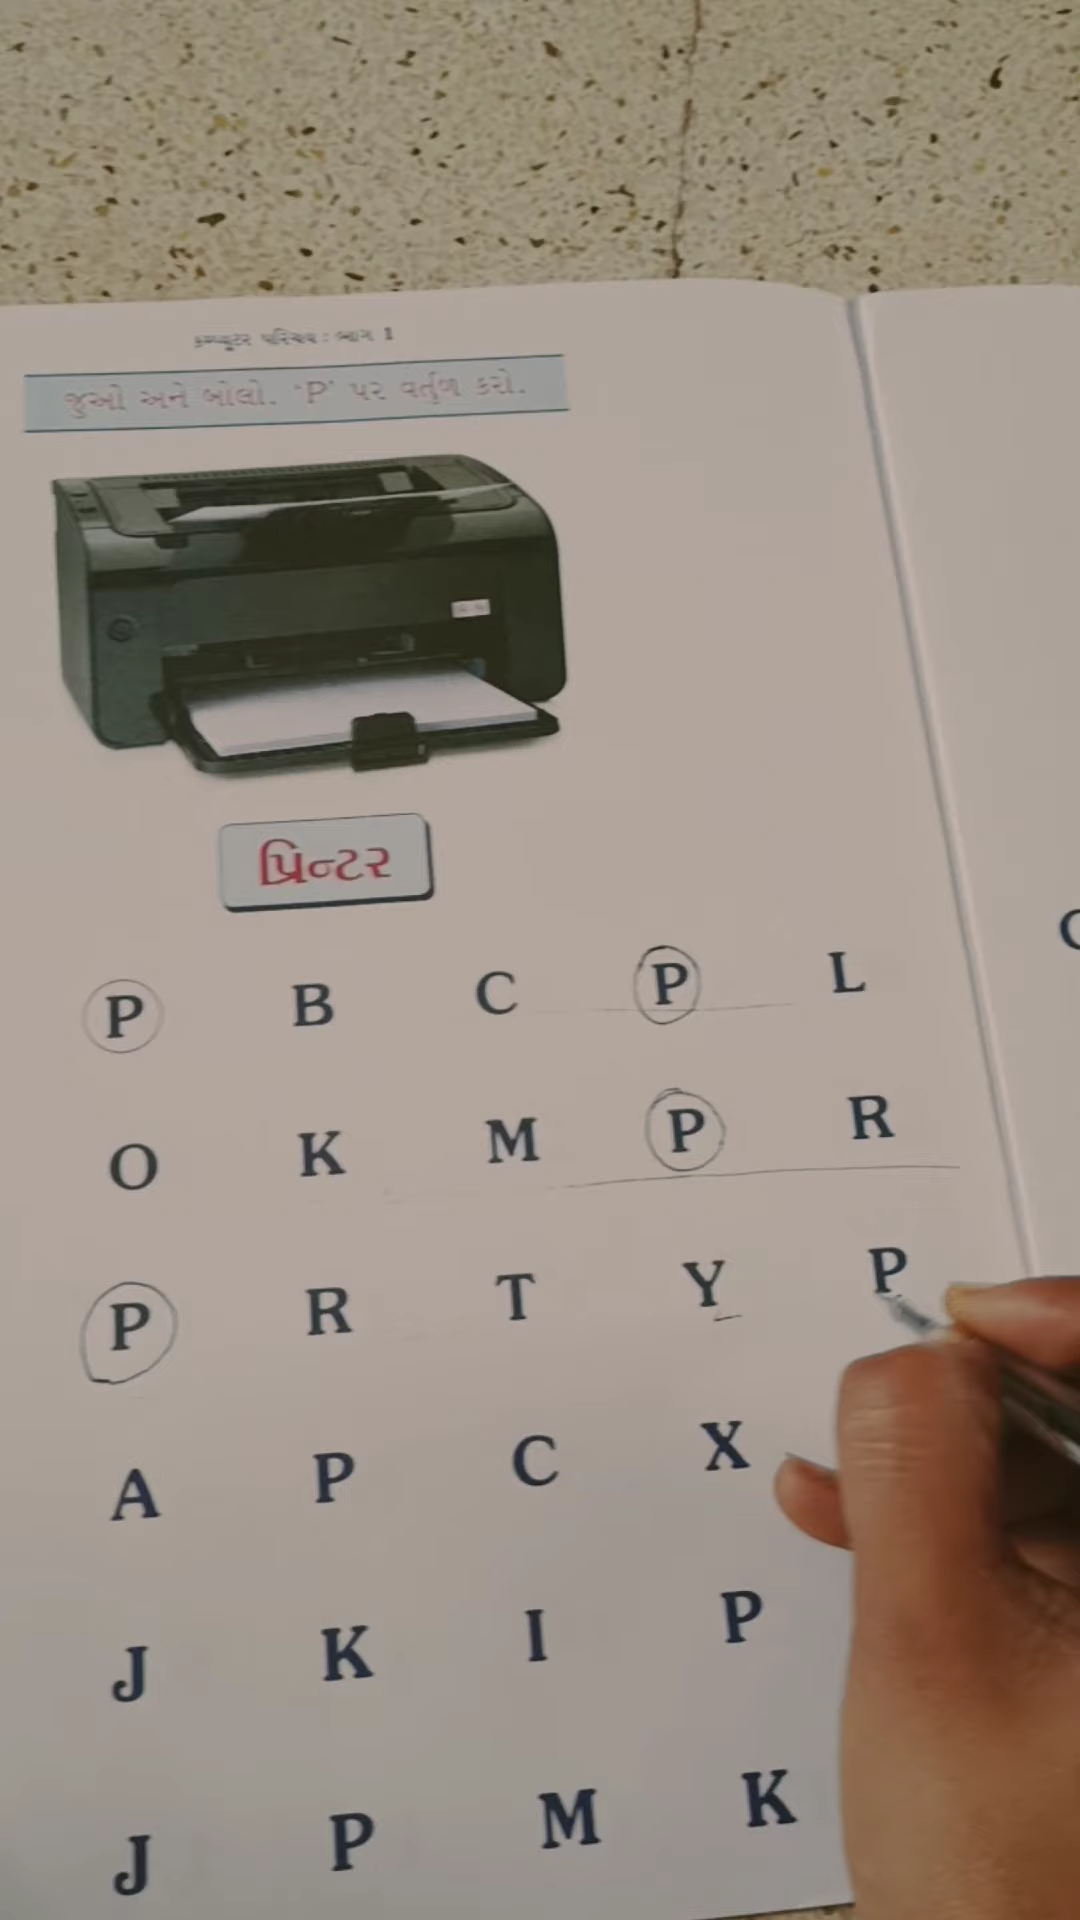 કમ્પ્યૂટર પરિચય : ભાગ 1
જુઓ અને બોલો. 'P' પર વર્તુળ કરો.
પ્રિન્ટર
P B C P L
O K M P R
P R T Y P
A P C X
J K I P
J P M K